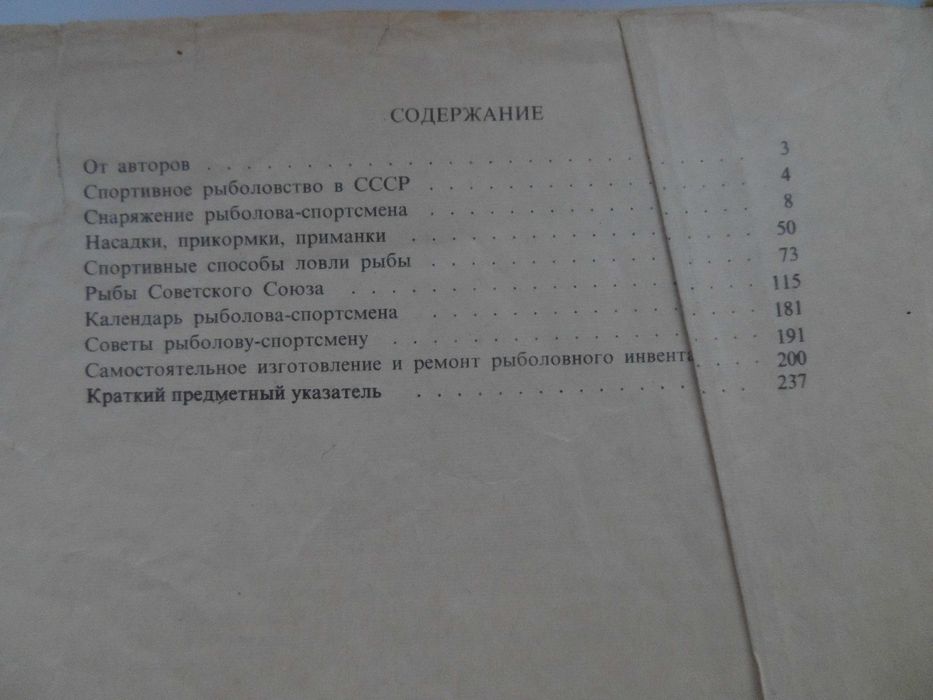 СОДЕРЖАНИЕ
От авторов . . . . . . . . . . . . . . . . . . . . . 3
Спортивное рыболовство в СССР . . . . . . . . . . . . . 4
Снаряжение рыболова-спортсмена . . . . . . . . . . . . . 8
Насадки, прикормки, приманки . . . . . . . . . . . . . 50
Спортивные способы ловли рыбы . . . . . . . . . . . . . 73
Рыбы Советского Союза . . . . . . . . . . . . . . . . 115
Календарь рыболова-спортсмена . . . . . . . . . . . . . 181
Советы рыболову-спортсмену . . . . . . . . . . . . . . 191
Самостоятельное изготовление и ремонт рыболовного инвента . . . 200
Краткий предметный указатель . . . . . . . . . . . . . 237